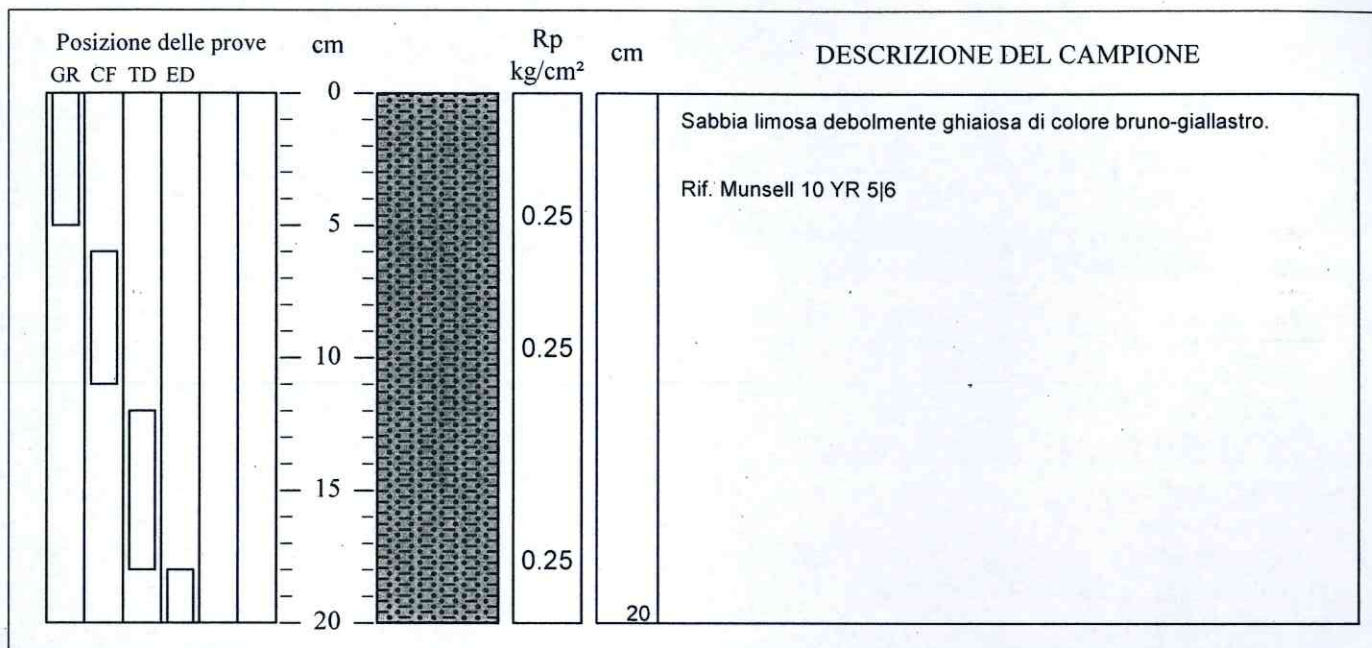 Posizione delle prove cm Rp cm DESCRIZIONE DEL CAMPIONE
GR CF TD ED kg/cm²
0
Sabbia limosa debolmente ghiaiosa di colore bruno-giallastro.
Rif. Munsell 10 YR 5|6
5 0.25
10 0.25
15
0.25
20 20